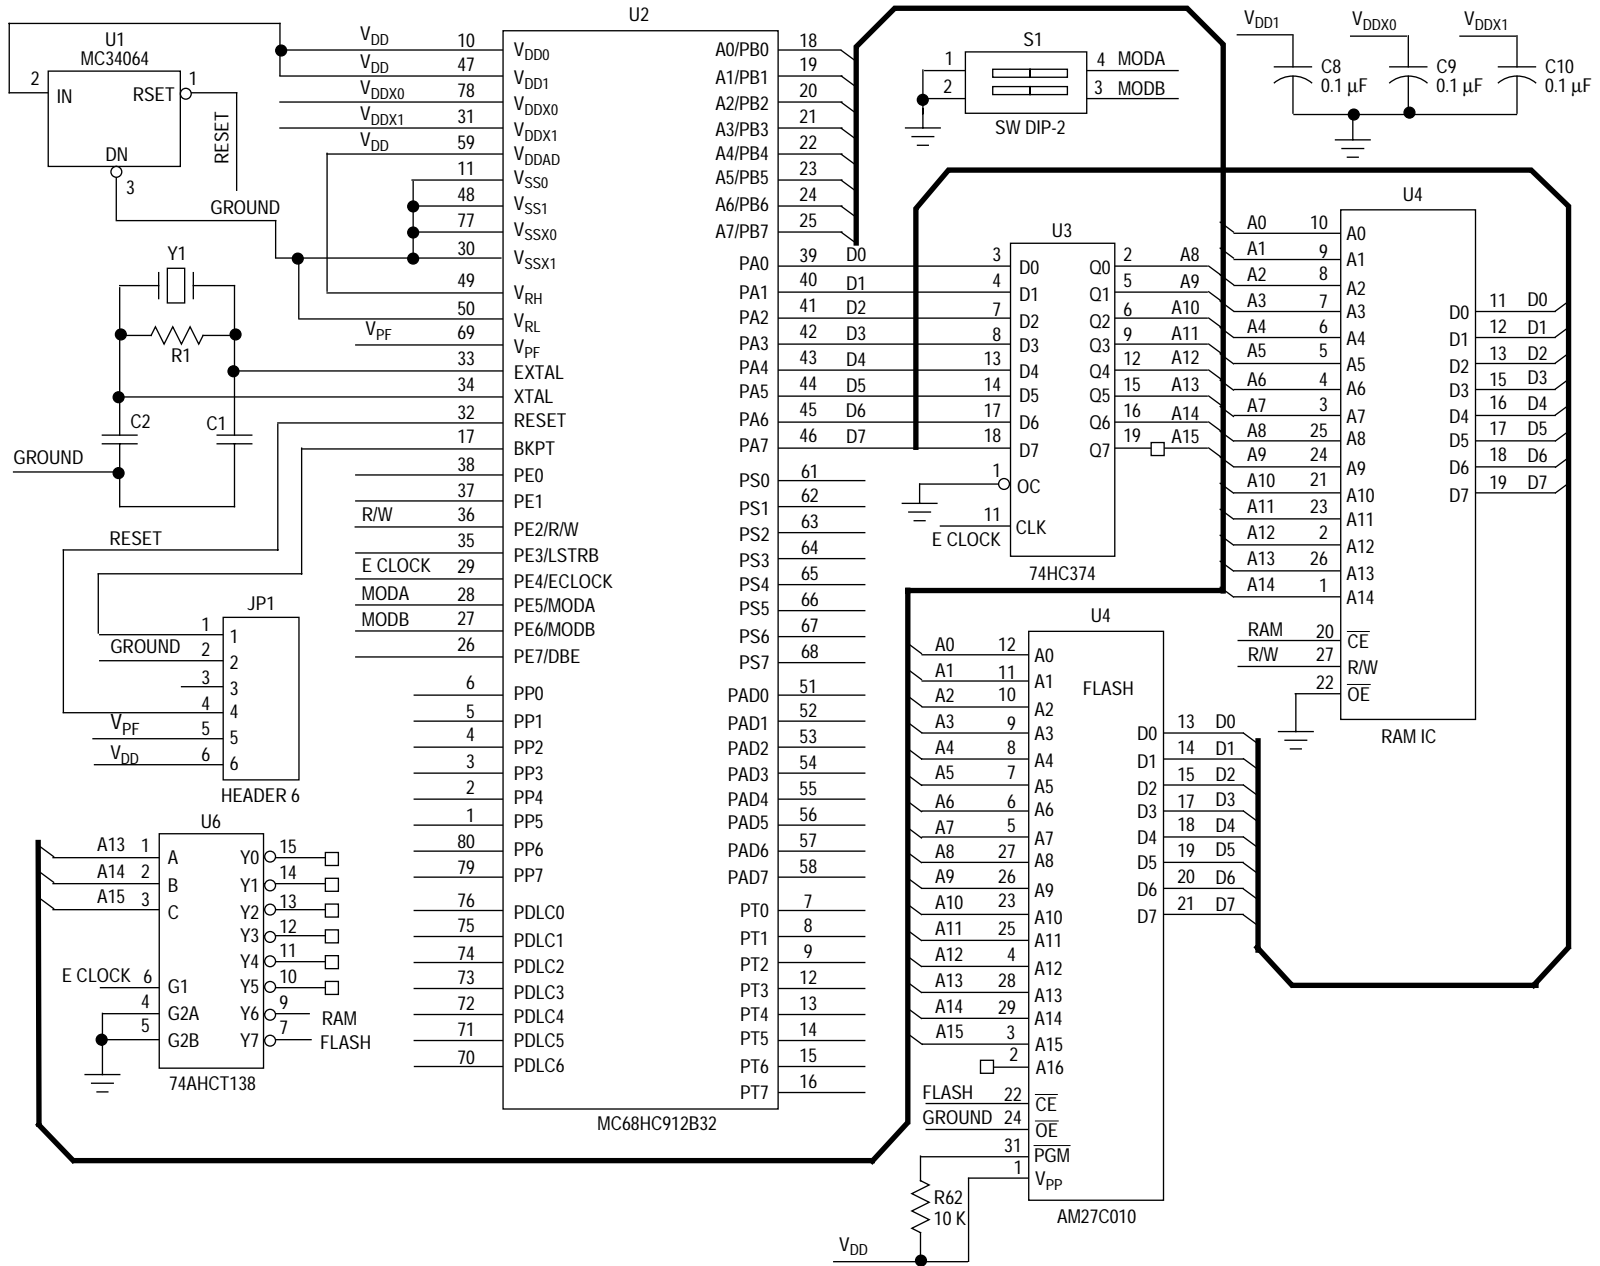 U1
MC34064
2 IN RSET 1
DN
3
RESET
GROUND
Y1
R1
C2 C1
GROUND
RESET
JP1
1 1
GROUND 2 2
3 3
4 4
VPF 5 5
VDD 6 6
HEADER 6
U6
A13 1 A Y0 15
A14 2 B Y1 14
A15 3 C Y2 13
Y3 12
Y4 11
E CLOCK 6 G1 Y5 10
4 G2A Y6 9 RAM
5 G2B Y7 7 FLASH
74AHCT138
U2
VDD 10 VDD0
VDD 47 VDD1
VDDX0 78 VDDX0
VDDX1 31 VDDX1
VDD 59 VDDAD
11 VSS0
48 VSS1
77 VSSX0
30 VSSX1
49 VRH
50 VRL
VPF 69 VPF
33 EXTAL
34 XTAL
32 RESET
17 BKPT
38 PE0
37 PE1
R/W 36 PE2/R/W
35 PE3/LSTRB
E CLOCK 29 PE4/ECLOCK
MODA 28 PE5/MODA
MODB 27 PE6/MODB
26 PE7/DBE
6 PP0
5 PP1
4 PP2
3 PP3
2 PP4
1 PP5
80 PP6
79 PP7
76 PDLC0
75 PDLC1
74 PDLC2
73 PDLC3
72 PDLC4
71 PDLC5
70 PDLC6
A0/PB0 18
A1/PB1 19
A2/PB2 20
A3/PB3 21
A4/PB4 22
A5/PB5 23
A6/PB6 24
A7/PB7 25
PA0 39 D0
PA1 40 D1
PA2 41 D2
PA3 42 D3
PA4 43 D4
PA5 44 D5
PA6 45 D6
PA7 46 D7
PS0 61
PS1 62
PS2 63
PS3 64
PS4 65
PS5 66
PS6 67
PS7 68
PAD0 51
PAD1 52
PAD2 53
PAD3 54
PAD4 55
PAD5 56
PAD6 57
PAD7 58
PT0 7
PT1 8
PT2 9
PT3 12
PT4 13
PT5 14
PT6 15
PT7 16
MC68HC912B32
S1
1 4 MODA
2 3 MODB
SW DIP-2
VDD1 VDDX0 VDDX1
C8
0.1 µF
C9
0.1 µF
C10
0.1 µF
U3
3 D0 Q0 2 A8
4 D1 Q1 5 A9
7 D2 Q2 6 A10
8 D3 Q3 9 A11
13 D4 Q4 12 A12
14 D5 Q5 15 A13
17 D6 Q6 16 A14
18 D7 Q7 19 A15
1 OC
11 CLK
E CLOCK
74HC374
U4
A0 10 A0
A1 9 A1
A2 8 A2
A3 7 A3
A4 6 A4
A5 5 A5
A6 4 A6
A7 3 A7
A8 25 A8
A9 24 A9
A10 21 A10
A11 23 A11
A12 2 A12
A13 26 A13
A14 1 A14
RAM 20 CE
R/W 27 R/W
22 OE
D0 11 D0
D1 12 D1
D2 13 D2
D3 15 D3
D4 16 D4
D5 17 D5
D6 18 D6
D7 19 D7
RAM IC
U4
FLASH
A0 12 A0
A1 11 A1
A2 10 A2
A3 9 A3
A4 8 A4
A5 7 A5
A6 6 A6
A7 5 A7
A8 27 A8
A9 26 A9
A10 23 A10
A11 25 A11
A12 4 A12
A13 28 A13
A14 29 A14
A15 3 A15
2 A16
FLASH 22 CE
GROUND 24 OE
31 PGM
1 VPP
D0 13 D0
D1 14 D1
D2 15 D2
D3 17 D3
D4 18 D4
D5 19 D5
D6 20 D6
D7 21 D7
AM27C010
R62
10 K
VDD